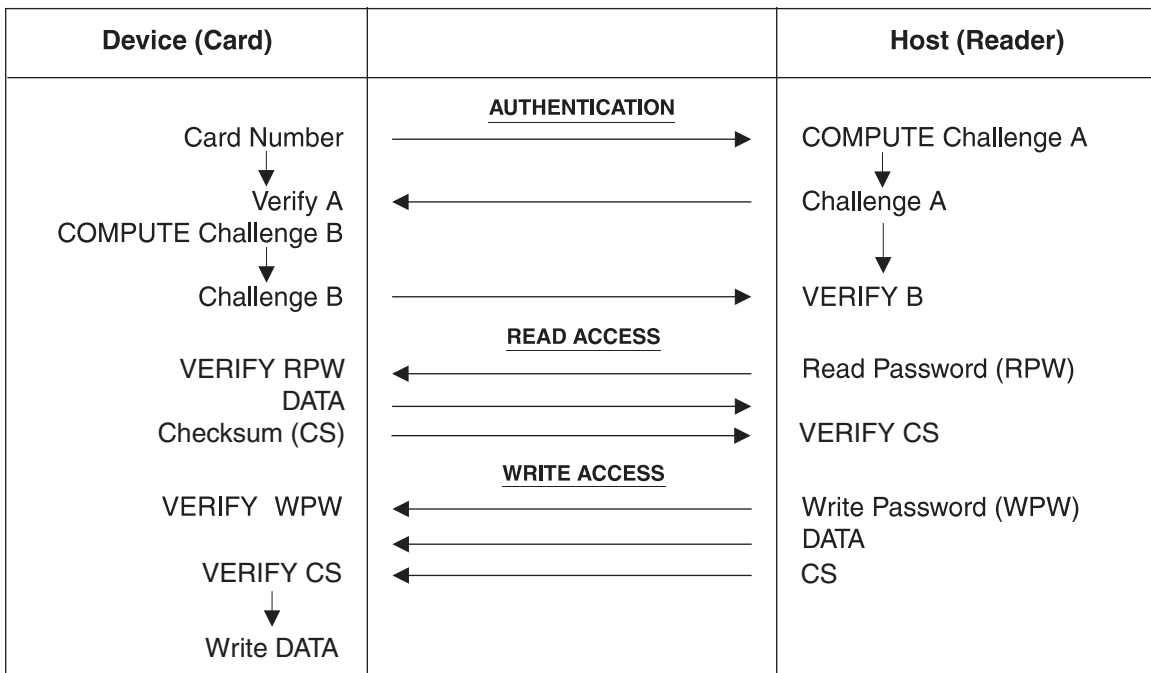 Device (Card) Host (Reader)
AUTHENTICATION
Card Number COMPUTE Challenge A
Verify A Challenge A
COMPUTE Challenge B
Challenge B VERIFY B
READ ACCESS
VERIFY RPW Read Password (RPW)
DATA
Checksum (CS) VERIFY CS
WRITE ACCESS
VERIFY WPW Write Password (WPW)
DATA
VERIFY CS CS
Write DATA